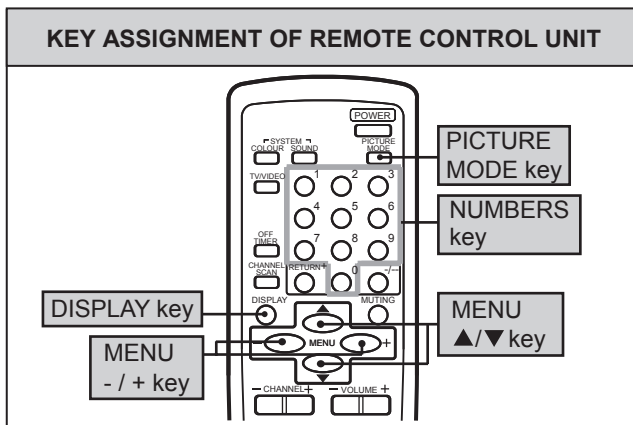 KEY ASSIGNMENT OF REMOTE CONTROL UNIT
POWER
SYSTEM
COLOUR SOUND
PICTURE
MODE
PICTURE
MODE key
TV/VIDEO
1 2 3
4 5 6
NUMBERS
key
OFF
TIMER
7 8 9
CHANNEL
SCAN
RETURN+
0
-/--
DISPLAY
MUTING
DISPLAY key
▲
MENU
▲/▼ key
- MENU +
MENU
- / + key
▼
- CHANNEL + - VOLUME +